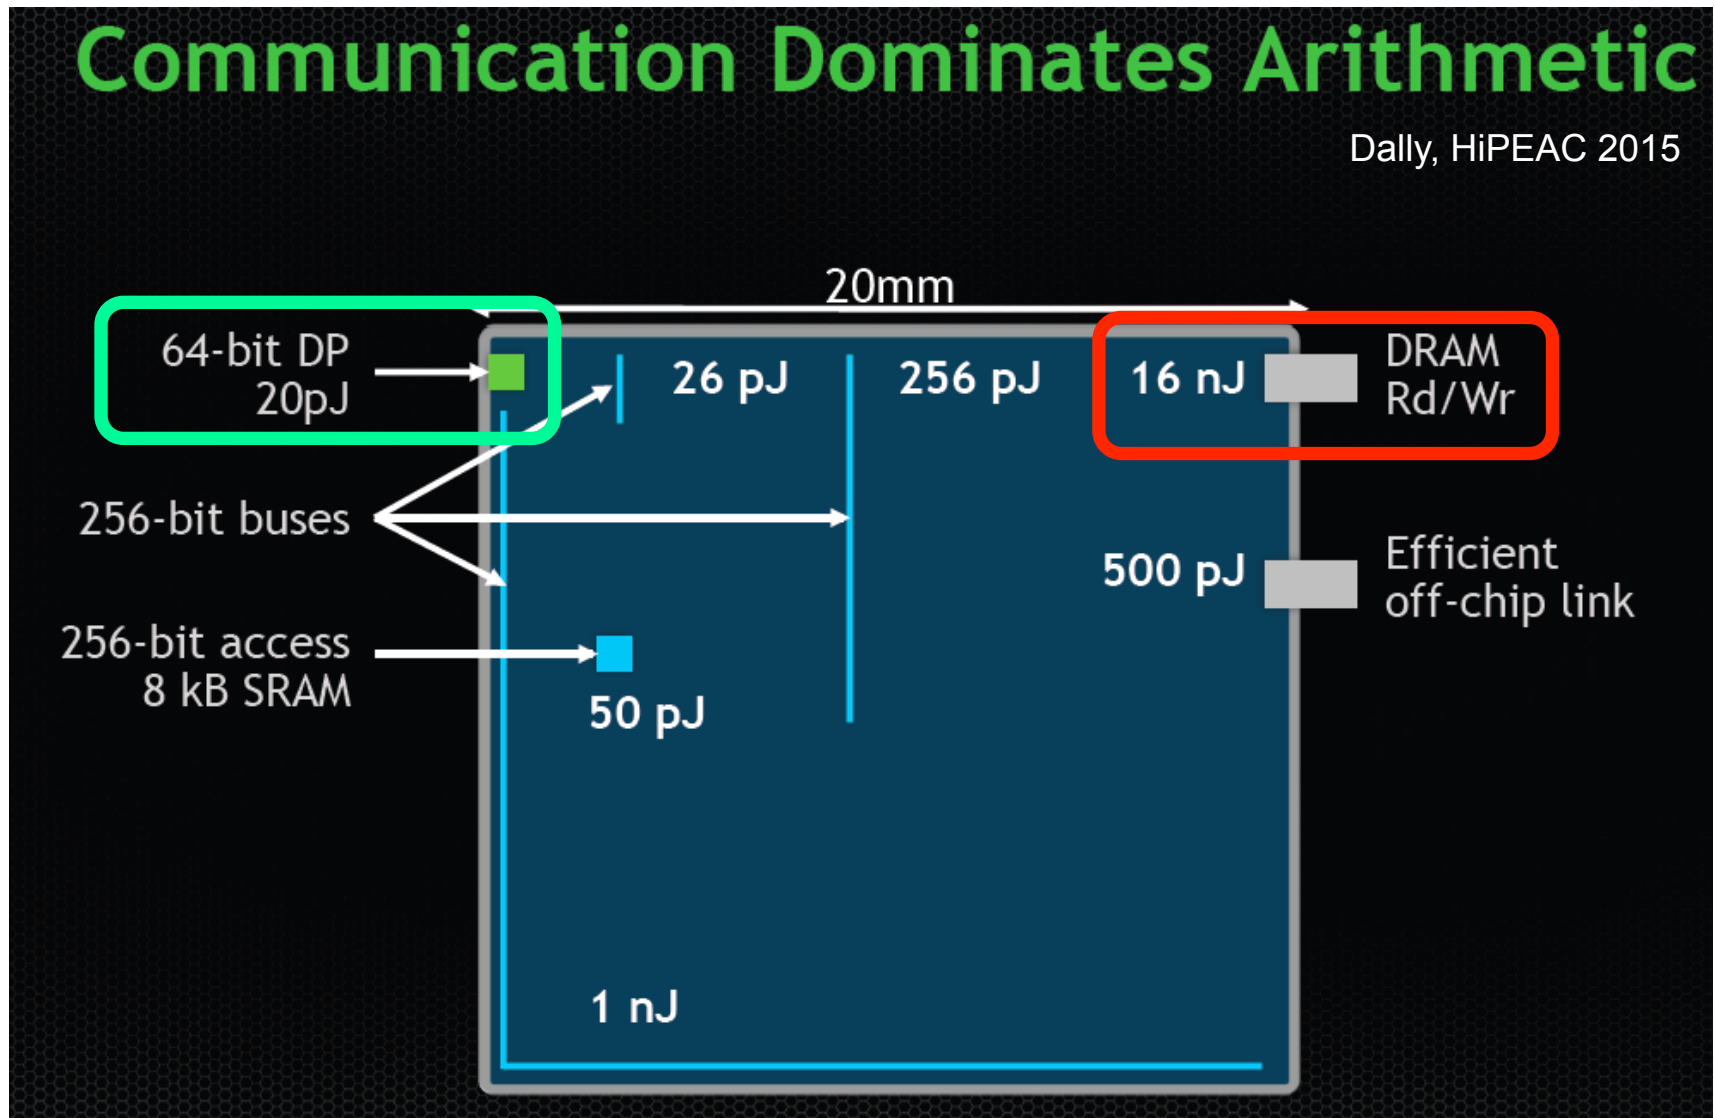 Communication Dominates Arithmetic
Dally, HiPEAC 2015
20mm
64-bit DP
20pJ
26 pJ
256 pJ
16 nJ
DRAM
Rd/Wr
256-bit buses
500 pJ
Efficient
off-chip link
256-bit access
8 kB SRAM
50 pJ
1 nJ